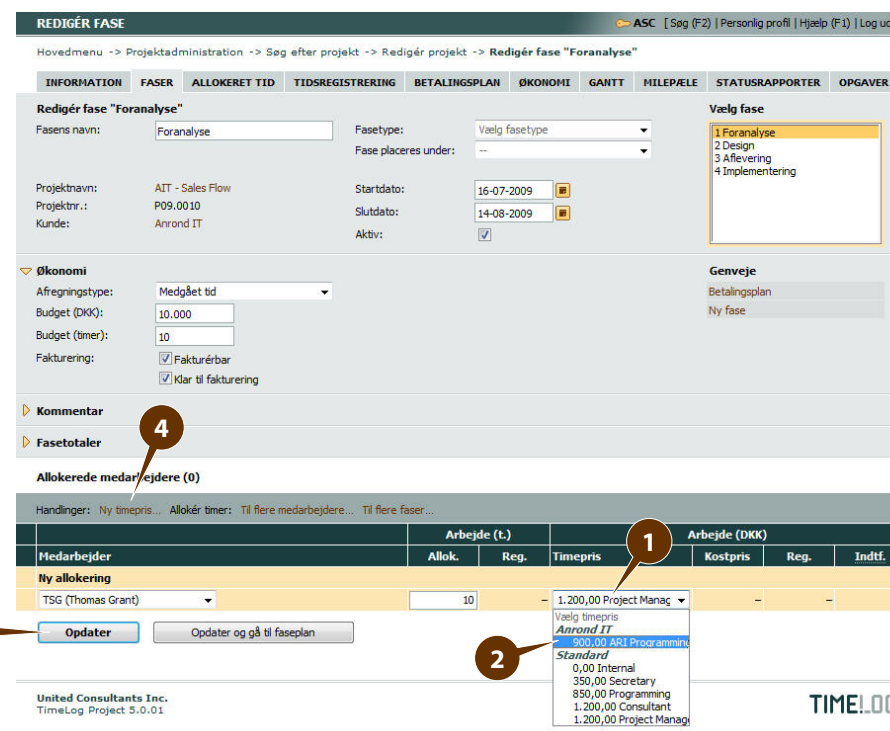 REDIGÉR FASE
ASC [ Søg (F2) | Personlig profil | Hjælp (F1) | Log ud
Hovedmenu -> Projektadministration -> Søg efter projekt -> Redigér projekt -> Redigér fase "Foranalyse"
INFORMATION FASER ALLOKERET TID TIDSREGISTRERING BETALINGSPLAN ØKONOMI GANTT MILEPÆLE STATUSRAPPORTER OPGAVER
Redigér fase "Foranalyse"
Vælg fase
Fasens navn: Foranalyse Fasetype: Vælg fasetype
Fase placeres under: --
1 Foranalyse
2 Design
3 Aflevering
4 Implementering
Projektnavn: AIT - Sales Flow Startdato: 16-07-2009
Projektnr.: P09.0010 Slutdato: 14-08-2009
Kunde: Anrond IT Aktiv:
Økonomi
Genveje
Afregningstype: Medgået tid
Betalingsplan
Budget (DKK): 10.000
Ny fase
Budget (timer): 10
Fakturering: Fakturérbar
Klar til fakturering
Kommentar
4
Fasetotaler
Allokerede medarbejdere (0)
Handlinger: Ny timepris... Allokér timer: Til flere medarbejdere... Til flere faser...
Arbejde (t.) 1 Arbejde (DKK)
Medarbejder Allok. Reg. Timepris Kostpris Reg. Indtf.
Ny allokering
TSG (Thomas Grant) 10 – 1.200,00 Project Manag – –
Opdater Opdater og gå til faseplan
Vælg timepris
Anrond IT
2 900,00 ARI Programming
Standard
0,00 Internal
350,00 Secretary
850,00 Programming
1.200,00 Consultant
1.200,00 Project Manag
United Consultants Inc.
TimeLog Project 5.0.01
TIME!LOG